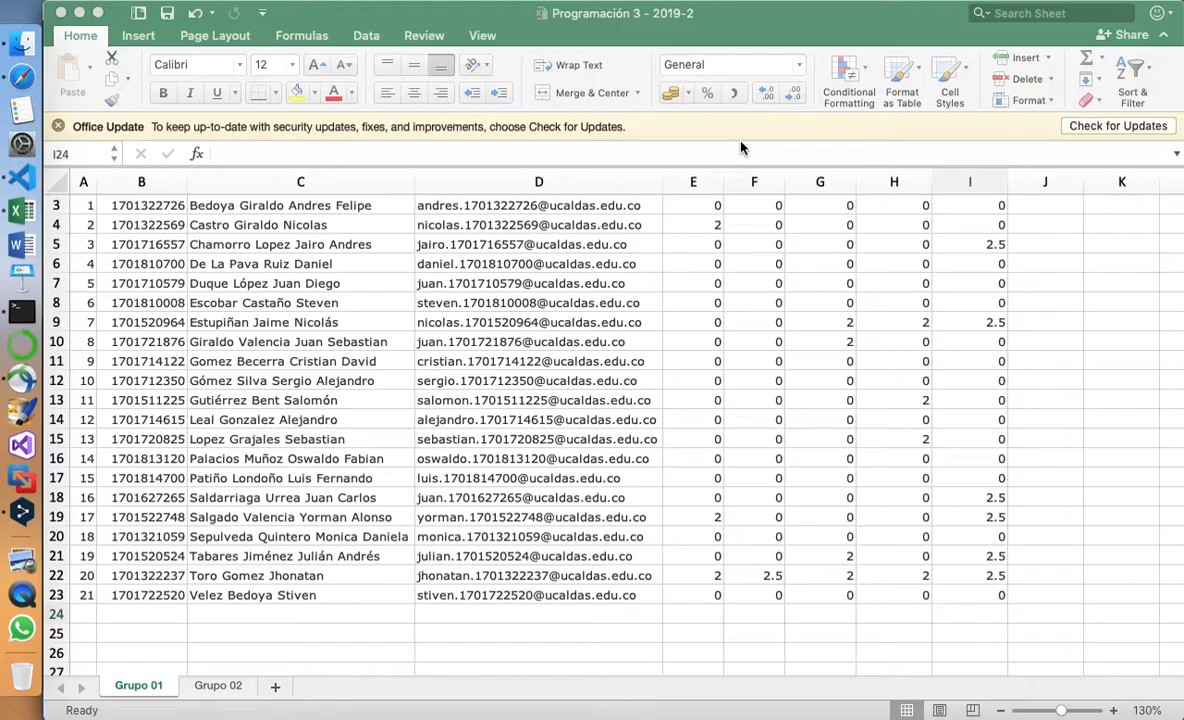 Programación 3 - 2019-2
Search Sheet
Home Insert Page Layout Formulas Data Review View
Share
Paste
Calibri 12
B I U A
Wrap Text
Merge & Center
General
%
Conditional Formatting
Format as Table
Cell Styles
Insert
Delete
Format
Sort & Filter
Office Update To keep up-to-date with security updates, fixes, and improvements, choose Check for Updates.
Check for Updates
I24 fx
A B C D E F G H I J K
3 1 1701322726 Bedoya Giraldo Andres Felipe andres.1701322726@ucaldas.edu.co 0 0 0 0 0
4 2 1701322569 Castro Giraldo Nicolas nicolas.1701322569@ucaldas.edu.co 2 0 0 0 0
5 3 1701716557 Chamorro Lopez Jairo Andres jairo.1701716557@ucaldas.edu.co 0 0 0 0 2.5
6 4 1701810700 De La Pava Ruiz Daniel daniel.1701810700@ucaldas.edu.co 0 0 0 0 0
7 5 1701710579 Duque López Juan Diego juan.1701710579@ucaldas.edu.co 0 0 0 0 0
8 6 1701810008 Escobar Castaño Steven steven.1701810008@ucaldas.edu.co 0 0 0 0 0
9 7 1701520964 Estupiñan Jaime Nicolás nicolas.1701520964@ucaldas.edu.co 0 0 2 2 2.5
10 8 1701721876 Giraldo Valencia Juan Sebastian juan.1701721876@ucaldas.edu.co 0 0 2 0 0
11 9 1701714122 Gomez Becerra Cristian David cristian.1701714122@ucaldas.edu.co 0 0 0 0 0
12 10 1701712350 Gómez Silva Sergio Alejandro sergio.1701712350@ucaldas.edu.co 0 0 0 0 0
13 11 1701511225 Gutiérrez Bent Salomón salomon.1701511225@ucaldas.edu.co 0 0 0 2 0
14 12 1701714615 Leal Gonzalez Alejandro alejandro.1701714615@ucaldas.edu.co 0 0 0 0 0
15 13 1701720825 Lopez Grajales Sebastian sebastian.1701720825@ucaldas.edu.co 0 0 0 2 0
16 14 1701813120 Palacios Muñoz Oswaldo Fabian oswaldo.1701813120@ucaldas.edu.co 0 0 0 0 0
17 15 1701814700 Patiño Londoño Luis Fernando luis.1701814700@ucaldas.edu.co 0 0 0 0 0
18 16 1701627265 Saldarriaga Urrea Juan Carlos juan.1701627265@ucaldas.edu.co 0 0 0 0 2.5
19 17 1701522748 Salgado Valencia Yorman Alonso yorman.1701522748@ucaldas.edu.co 2 0 0 0 2.5
20 18 1701321059 Sepulveda Quintero Monica Daniela monica.1701321059@ucaldas.edu.co 0 0 0 0 0
21 19 1701520524 Tabares Jiménez Julián Andrés julian.1701520524@ucaldas.edu.co 0 0 2 0 2.5
22 20 1701322237 Toro Gomez Jhonatan jhonatan.1701322237@ucaldas.edu.co 2 2.5 2 2 2.5
23 21 1701722520 Velez Bedoya Stiven stiven.1701722520@ucaldas.edu.co 0 0 0 0 0
24
25
26
27
Grupo 01 Grupo 02
Ready
130%